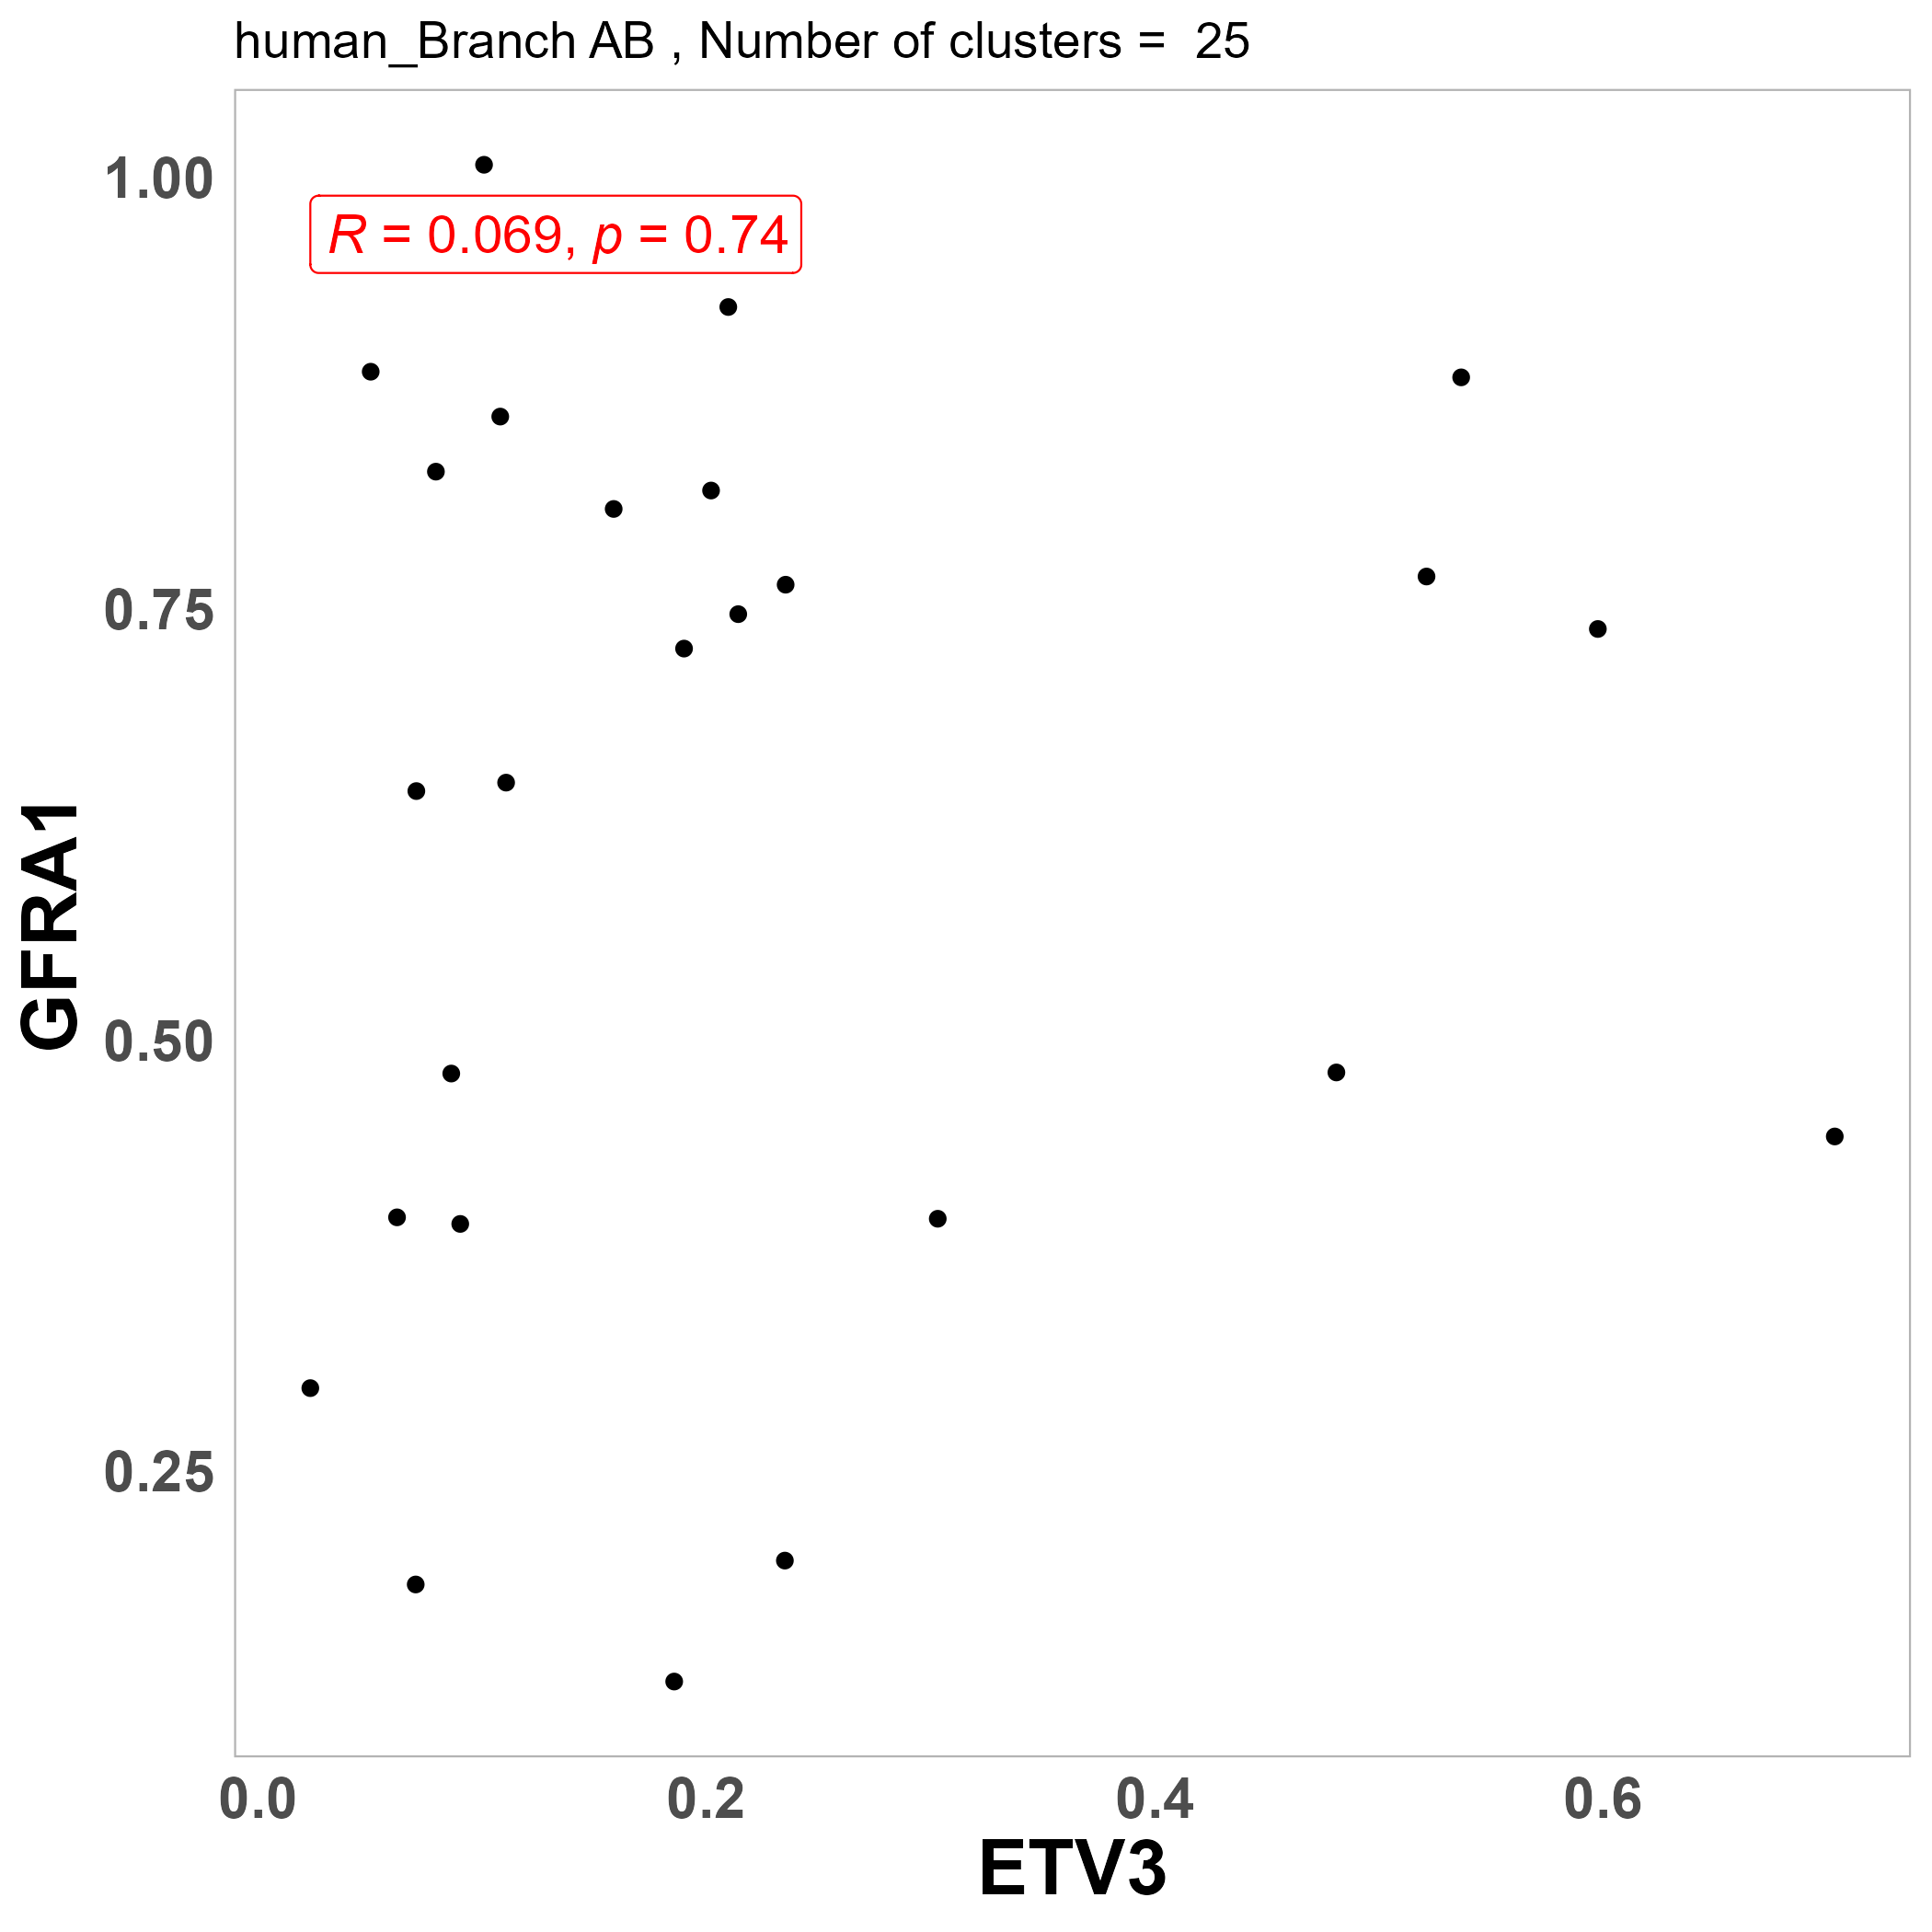 human_Branch AB , Number of clusters =  25
1.00
R = 0.069, p = 0.74
0.75
GFRA1
0.50
0.25
0.0 0.2 0.4 0.6
ETV3